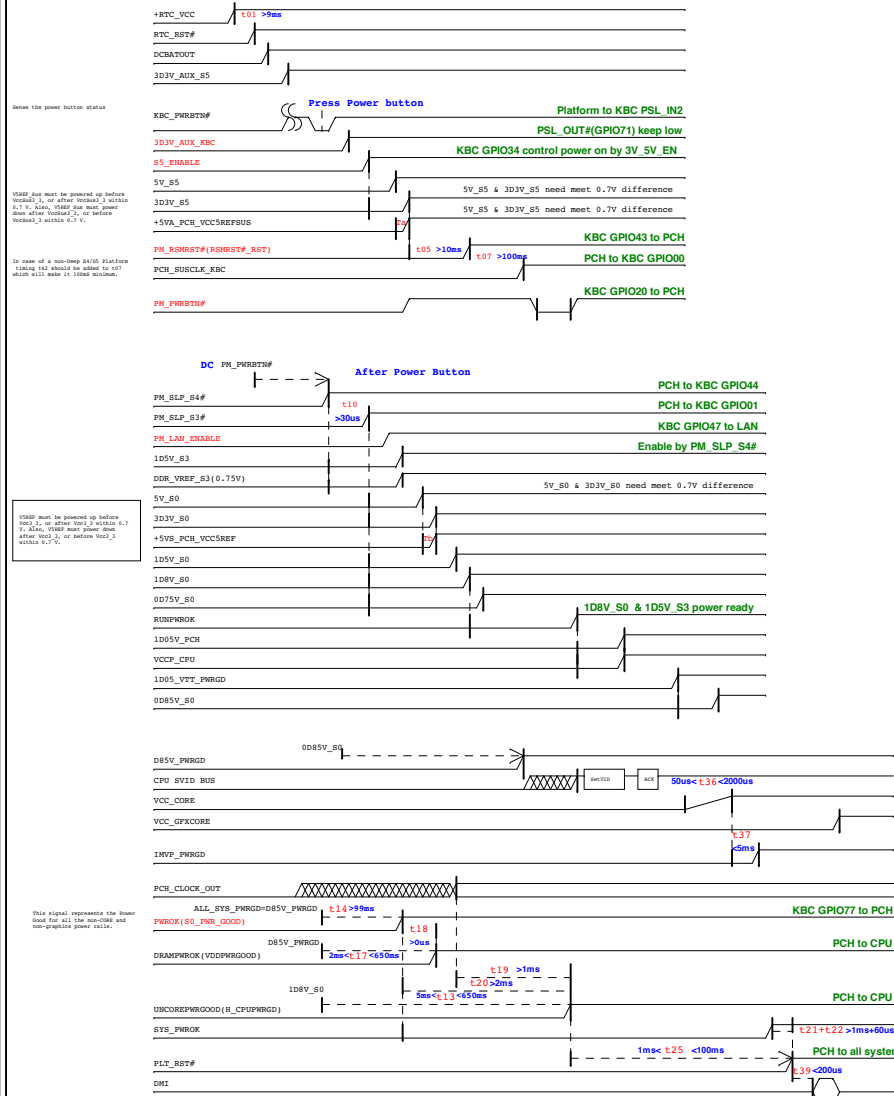 +RTC_VCC
t01 >9ms
RTC_RST#
DCBATOUT
3D3V_AUX_S5
Sense the power button status
Press Power button
KBC_PWRBTN#
Platform to KBC PSL_IN2
3D3V_AUX_KBC
PSL_OUT#(GPIO71) keep low
S5_ENABLE
KBC GPIO34 control power on by 3V_5V_EN
5V_S5
5V_S5 & 3D3V_S5 need meet 0.7V difference
V5REF_Sus must be powered up before
VccSus3_3, or after VccSus3_3 within
0.7 V. Also, V5REF_Sus must power
down after VccSus3_3, or before
VccSus3_3 within 0.7 V.
3D3V_S5
5V_S5 & 3D3V_S5 need meet 0.7V difference
+5VA_PCH_VCC5REFSUS
Ta
PM_RSMRST#(RSMRST#_RST)
t05 >10ms
KBC GPIO43 to PCH
t07 >100ms
PCH to KBC GPIO00
In case of a non-Deep S4/S5 Platform
timing t42 should be added to t07
which will make it 100mS minimum.
PCH_SUSCLK_KBC
KBC GPIO20 to PCH
PM_PWRBTN#
DC PM_PWRBTN#
After Power Button
PCH to KBC GPIO44
PM_SLP_S4#
t10
PCH to KBC GPIO01
PM_SLP_S3#
>30us
KBC GPIO47 to LAN
PM_LAN_ENABLE
Enable by PM_SLP_S4#
1D5V_S3
DDR_VREF_S3(0.75V)
5V_S0 & 3D3V_S0 need meet 0.7V difference
5V_S0
V5REF must be powered up before
Vcc3_3, or after Vcc3_3 within 0.7
V. Also, V5REF must power down
after Vcc3_3, or before Vcc3_3
within 0.7 V.
3D3V_S0
+5VS_PCH_VCC5REF
Tb
1D5V_S0
1D8V_S0
0D75V_S0
1D8V_S0 & 1D5V_S3 power ready
RUNPWROK
1D05V_PCH
VCCP_CPU
1D05_VTT_PWRGD
0D85V_S0
0D85V_S0
D85V_PWRGD
CPU SVID BUS
SetVID
ACK
50us< t36 <2000us
VCC_CORE
VCC_GFXCORE
t37
<5ms
IMVP_PWRGD
PCH_CLOCK_OUT
This signal represents the Power
Good for all the non-CORE and
non-graphics power rails.
ALL_SYS_PWRGD=D85V_PWRGD
t14 >99ms
KBC GPIO77 to PCH
PWROK(S0_PWR_GOOD)
t18
D85V_PWRGD
>0us
PCH to CPU
DRAMPWROK(VDDPWRGOOD)
2ms< t17 <650ms
t19 >1ms
t20 >2ms
1D8V_S0
5ms< t13 <650ms
PCH to CPU
UNCOREPWRGOOD(H_CPUPWRGD)
SYS_PWROK
t21+t22 >1ms+60us
1ms< t25 <100ms
PCH to all system
PLT_RST#
t39 <200us
DMI